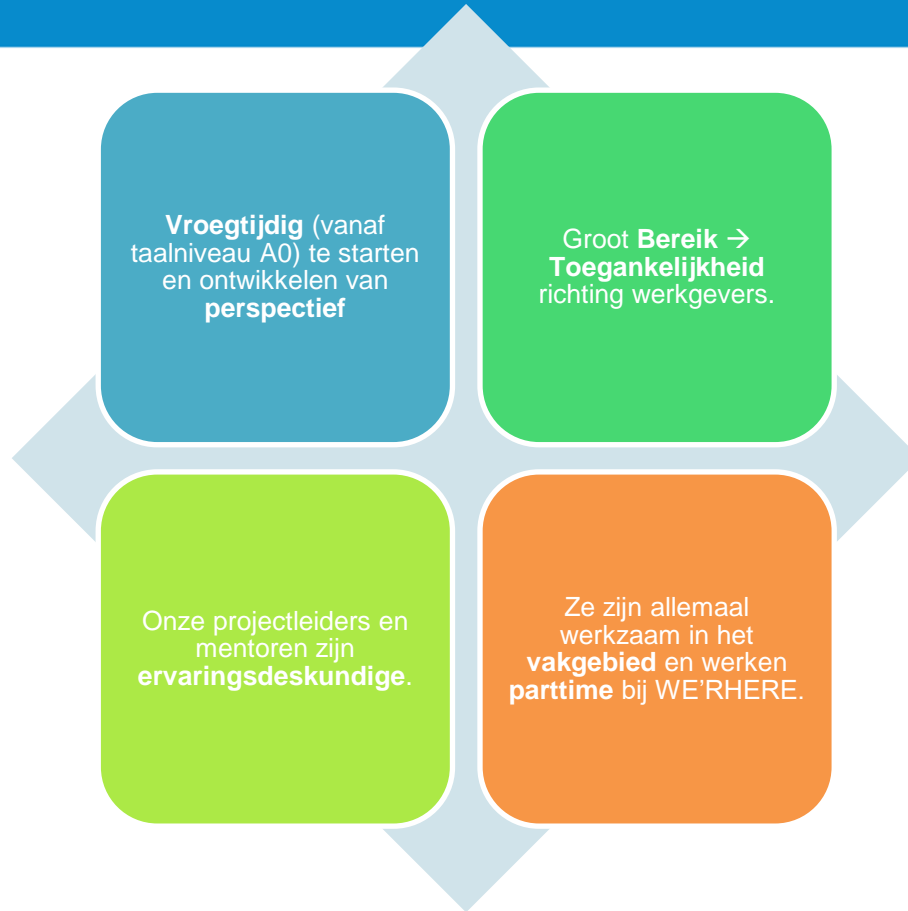 Vroegtijdig (vanaf
taalniveau A0) te starten
en ontwikkelen van
perspectief
Groot Bereik →
Toegankelijkheid
richting werkgevers.
Onze projectleiders en
mentoren zijn
ervaringsdeskundige.
Ze zijn allemaal
werkzaam in het
vakgebied en werken
parttime bij WE’RHERE.